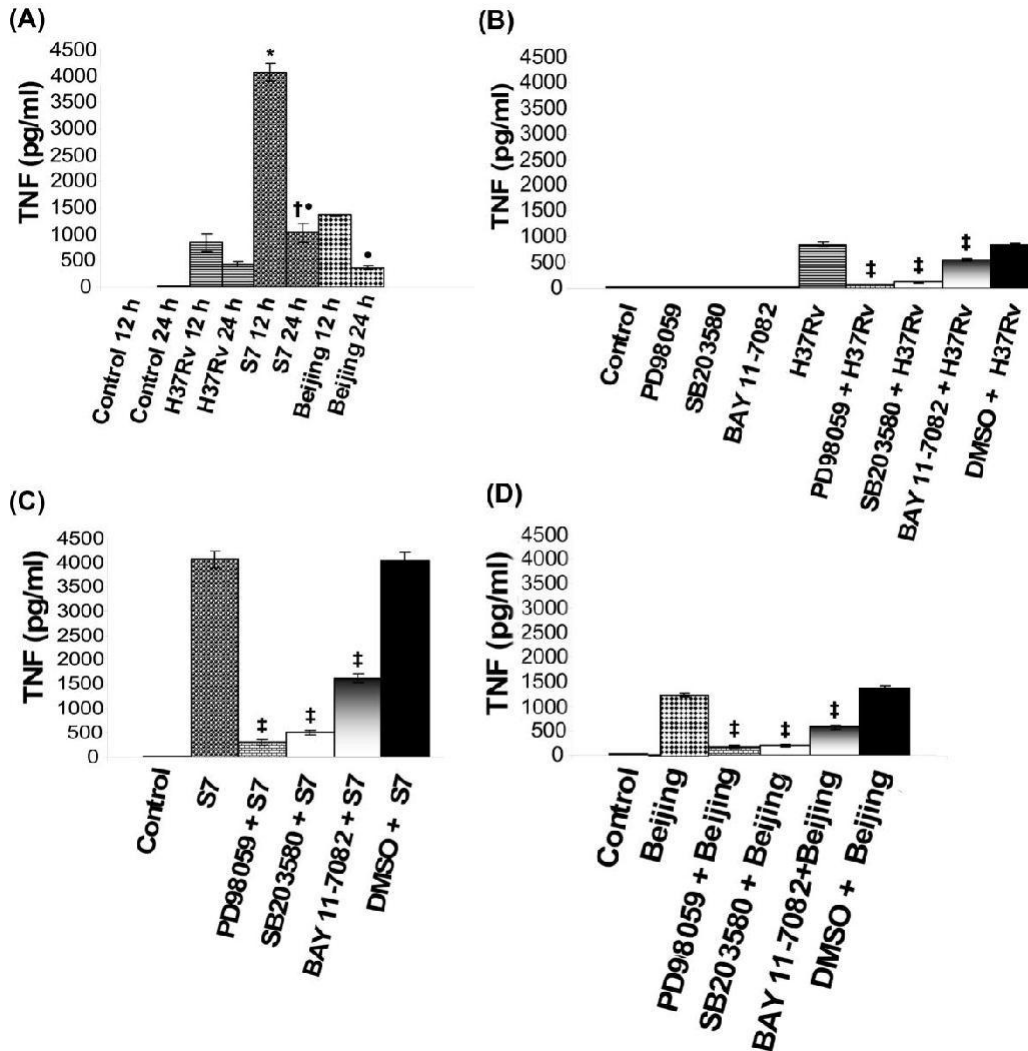 (A)
TNF (pg/ml)
4500
4000
3500
3000
2500
2000
1500
1000
500
0
*
†•
•
Control 12 h
Control 24 h
H37Rv 12 h
H37Rv 24 h
S7 12 h
S7 24 h
Beijing 12 h
Beijing 24 h
(B)
TNF (pg/ml)
4500
4000
3500
3000
2500
2000
1500
1000
500
0
‡
‡
‡
Control
PD98059
SB203580
BAY 11-7082
H37Rv
PD98059 + H37Rv
SB203580 + H37Rv
BAY 11-7082 + H37Rv
DMSO + H37Rv
(C)
TNF (pg/ml)
4500
4000
3500
3000
2500
2000
1500
1000
500
0
‡
‡
‡
Control
S7
PD98059 + S7
SB203580 + S7
BAY 11-7082 + S7
DMSO + S7
(D)
TNF (pg/ml)
4500
4000
3500
3000
2500
2000
1500
1000
500
0
‡
‡
‡
Control
Beijing
PD98059 + Beijing
SB203580 + Beijing
BAY 11-7082+Beijing
DMSO + Beijing